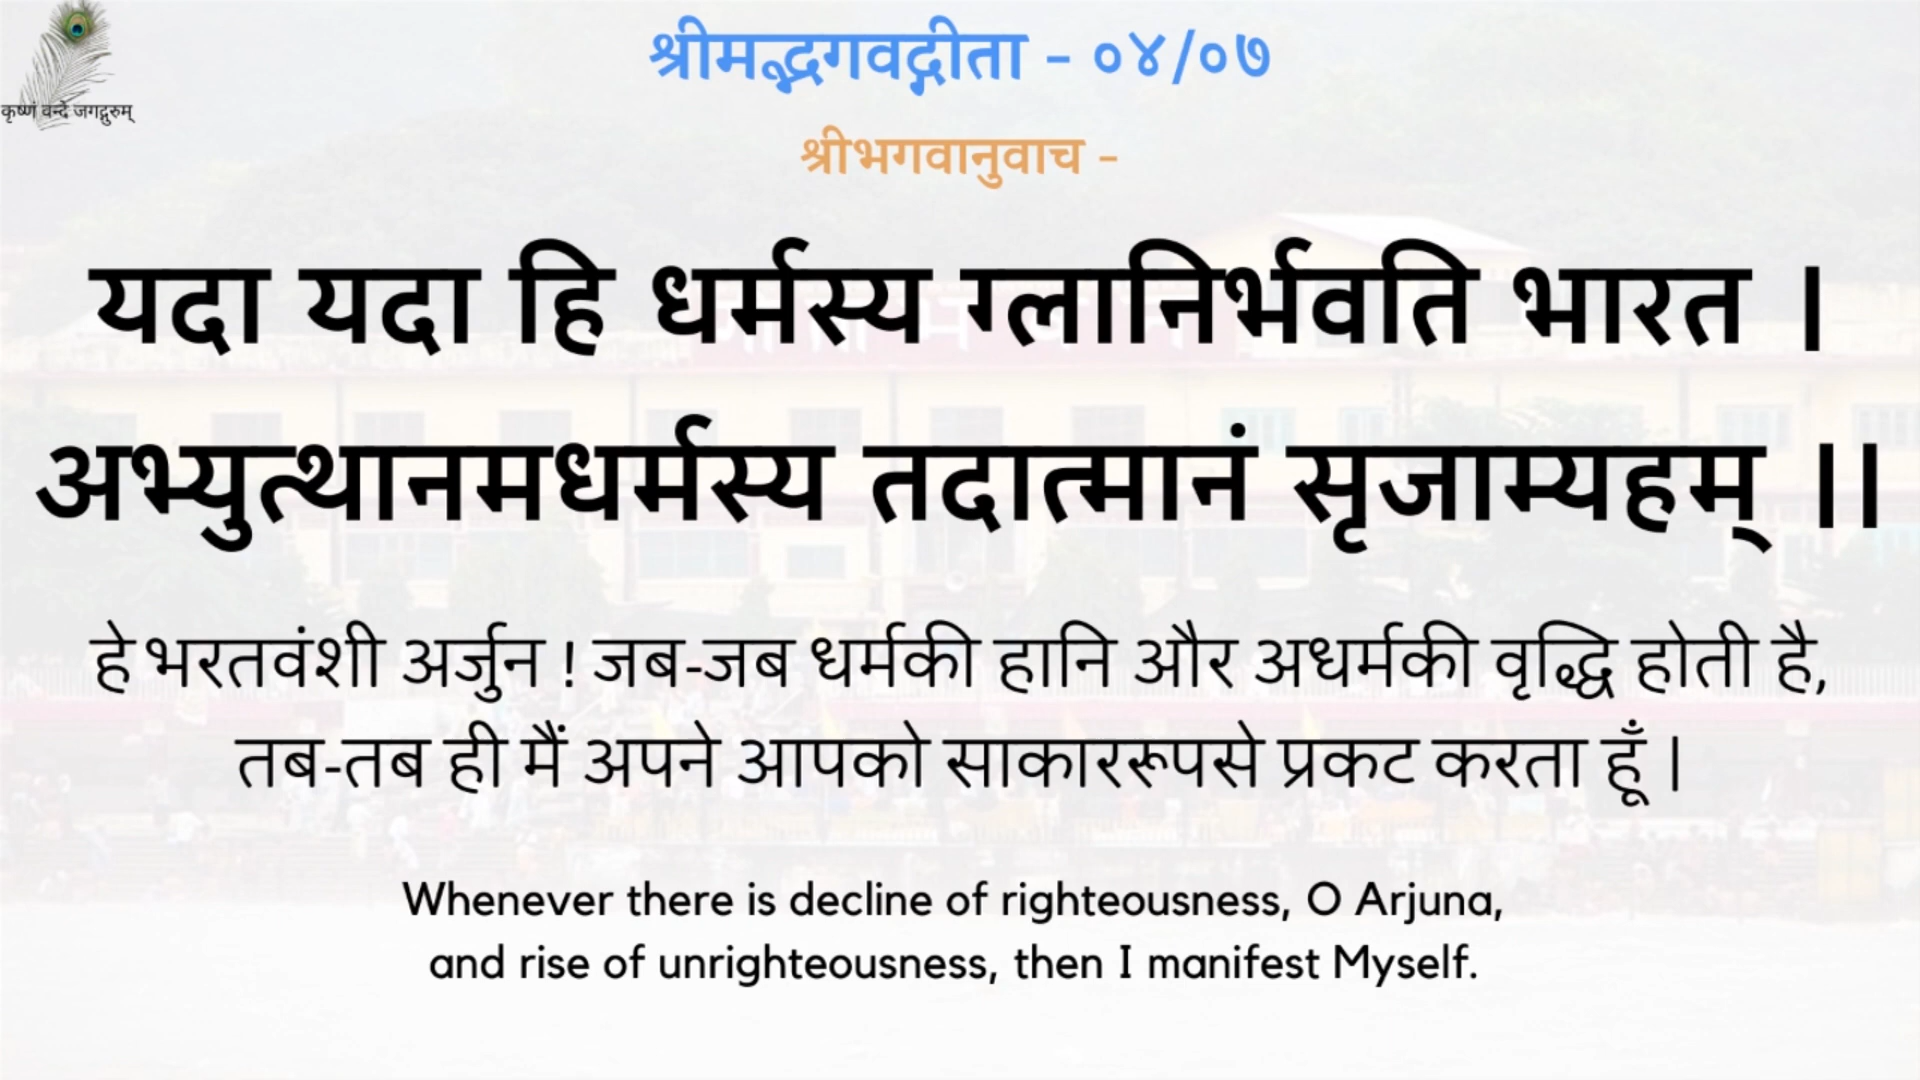 कृष्णं वन्दे जगद्गुरुम्
श्रीमद्भगवद्गीता - ०४/०७
श्रीभगवानुवाच -
यदा यदा हि धर्मस्य ग्लानिर्भवति भारत |
अभ्युत्थानमधर्मस्य तदात्मानं सृजाम्यहम् ||
हे भरतवंशी अर्जुन ! जब-जब धर्मकी हानि और अधर्मकी वृद्धि होती है,
तब-तब ही मैं अपने आपको साकाररूपसे प्रकट करता हूँ |
Whenever there is decline of righteousness, O Arjuna,
and rise of unrighteousness, then I manifest Myself.